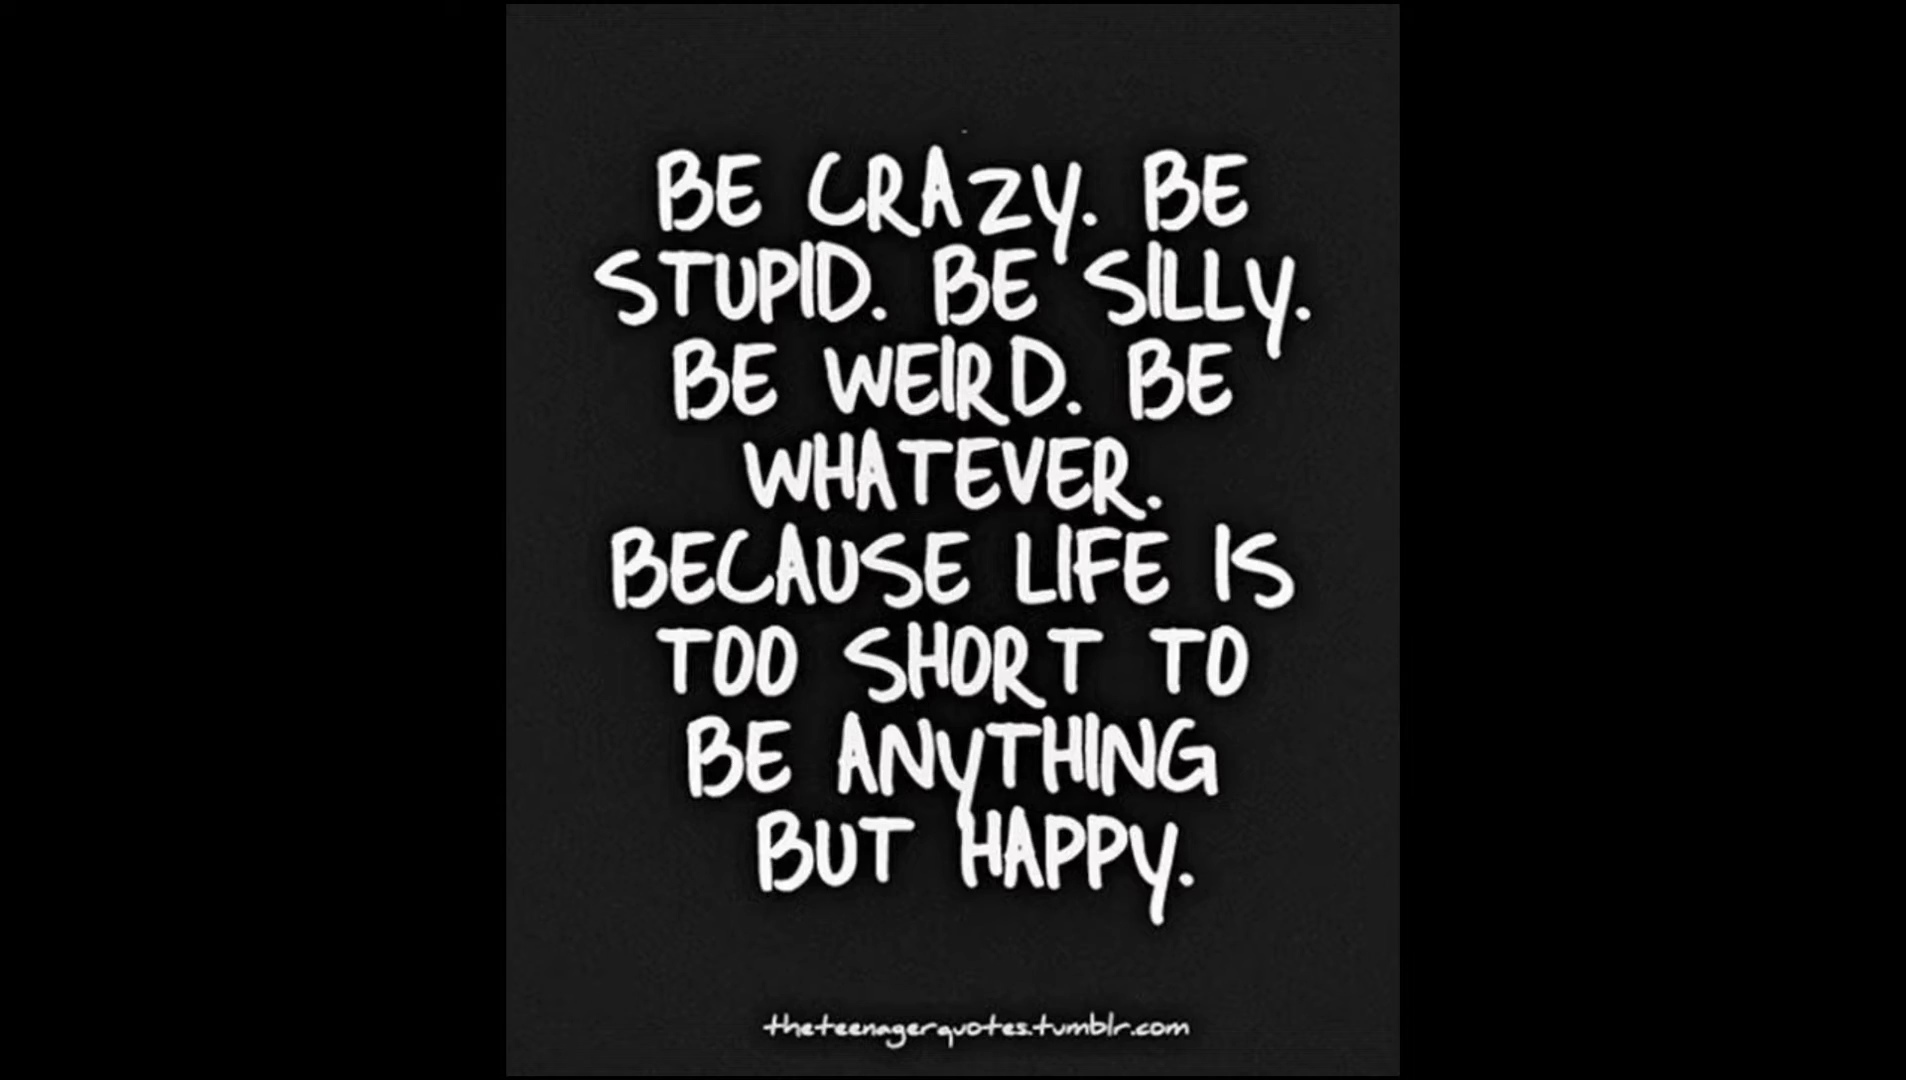 BE CRAZY. BE
STUPID. BE SILLY.
BE WEIRD. BE
WHATEVER.
BECAUSE LIFE IS
TOO SHORT TO
BE ANYTHING
BUT HAPPY.
theteenagerquotes.tumblr.com